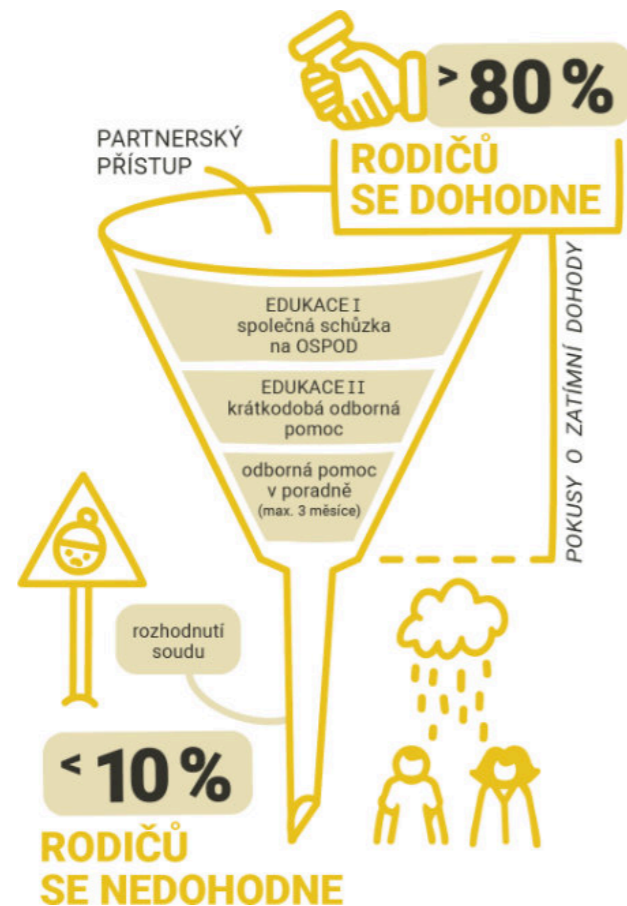 > 80 %
RODIČŮ
SE DOHODNE
PARTNERSKÝ
PŘÍSTUP
EDUKACE I
společná schůzka
na OSPOD
EDUKACE II
krátkodobá odborná
pomoc
odborná pomoc
v poradně
(max. 3 měsíce)
POKUSY O ZATÍMNÍ DOHODY
rozhodnutí
soudu
< 10 %
RODIČŮ
SE NEDOHODNE